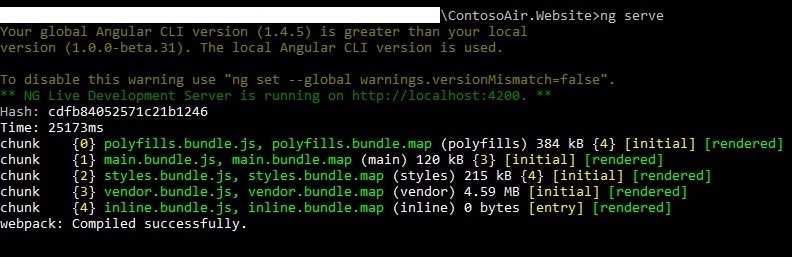 \ContosoAir.Website>ng serve
Your global Angular CLI version (1.4.5) is greater than your local
version (1.0.0-beta.31). The local Angular CLI version is used.
To disable this warning use "ng set --global warnings.versionMismatch=false".
** NG Live Development Server is running on http://localhost:4200. **
Hash: cdfb84052571c21b1246
Time: 25173ms
chunk    {0} polyfills.bundle.js, polyfills.bundle.map (polyfills) 384 kB {4} [initial] [rendered]
chunk    {1} main.bundle.js, main.bundle.map (main) 120 kB {3} [initial] [rendered]
chunk    {2} styles.bundle.js, styles.bundle.map (styles) 215 kB {4} [initial] [rendered]
chunk    {3} vendor.bundle.js, vendor.bundle.map (vendor) 4.59 MB [initial] [rendered]
chunk    {4} inline.bundle.js, inline.bundle.map (inline) 0 bytes [entry] [rendered]
webpack: Compiled successfully.